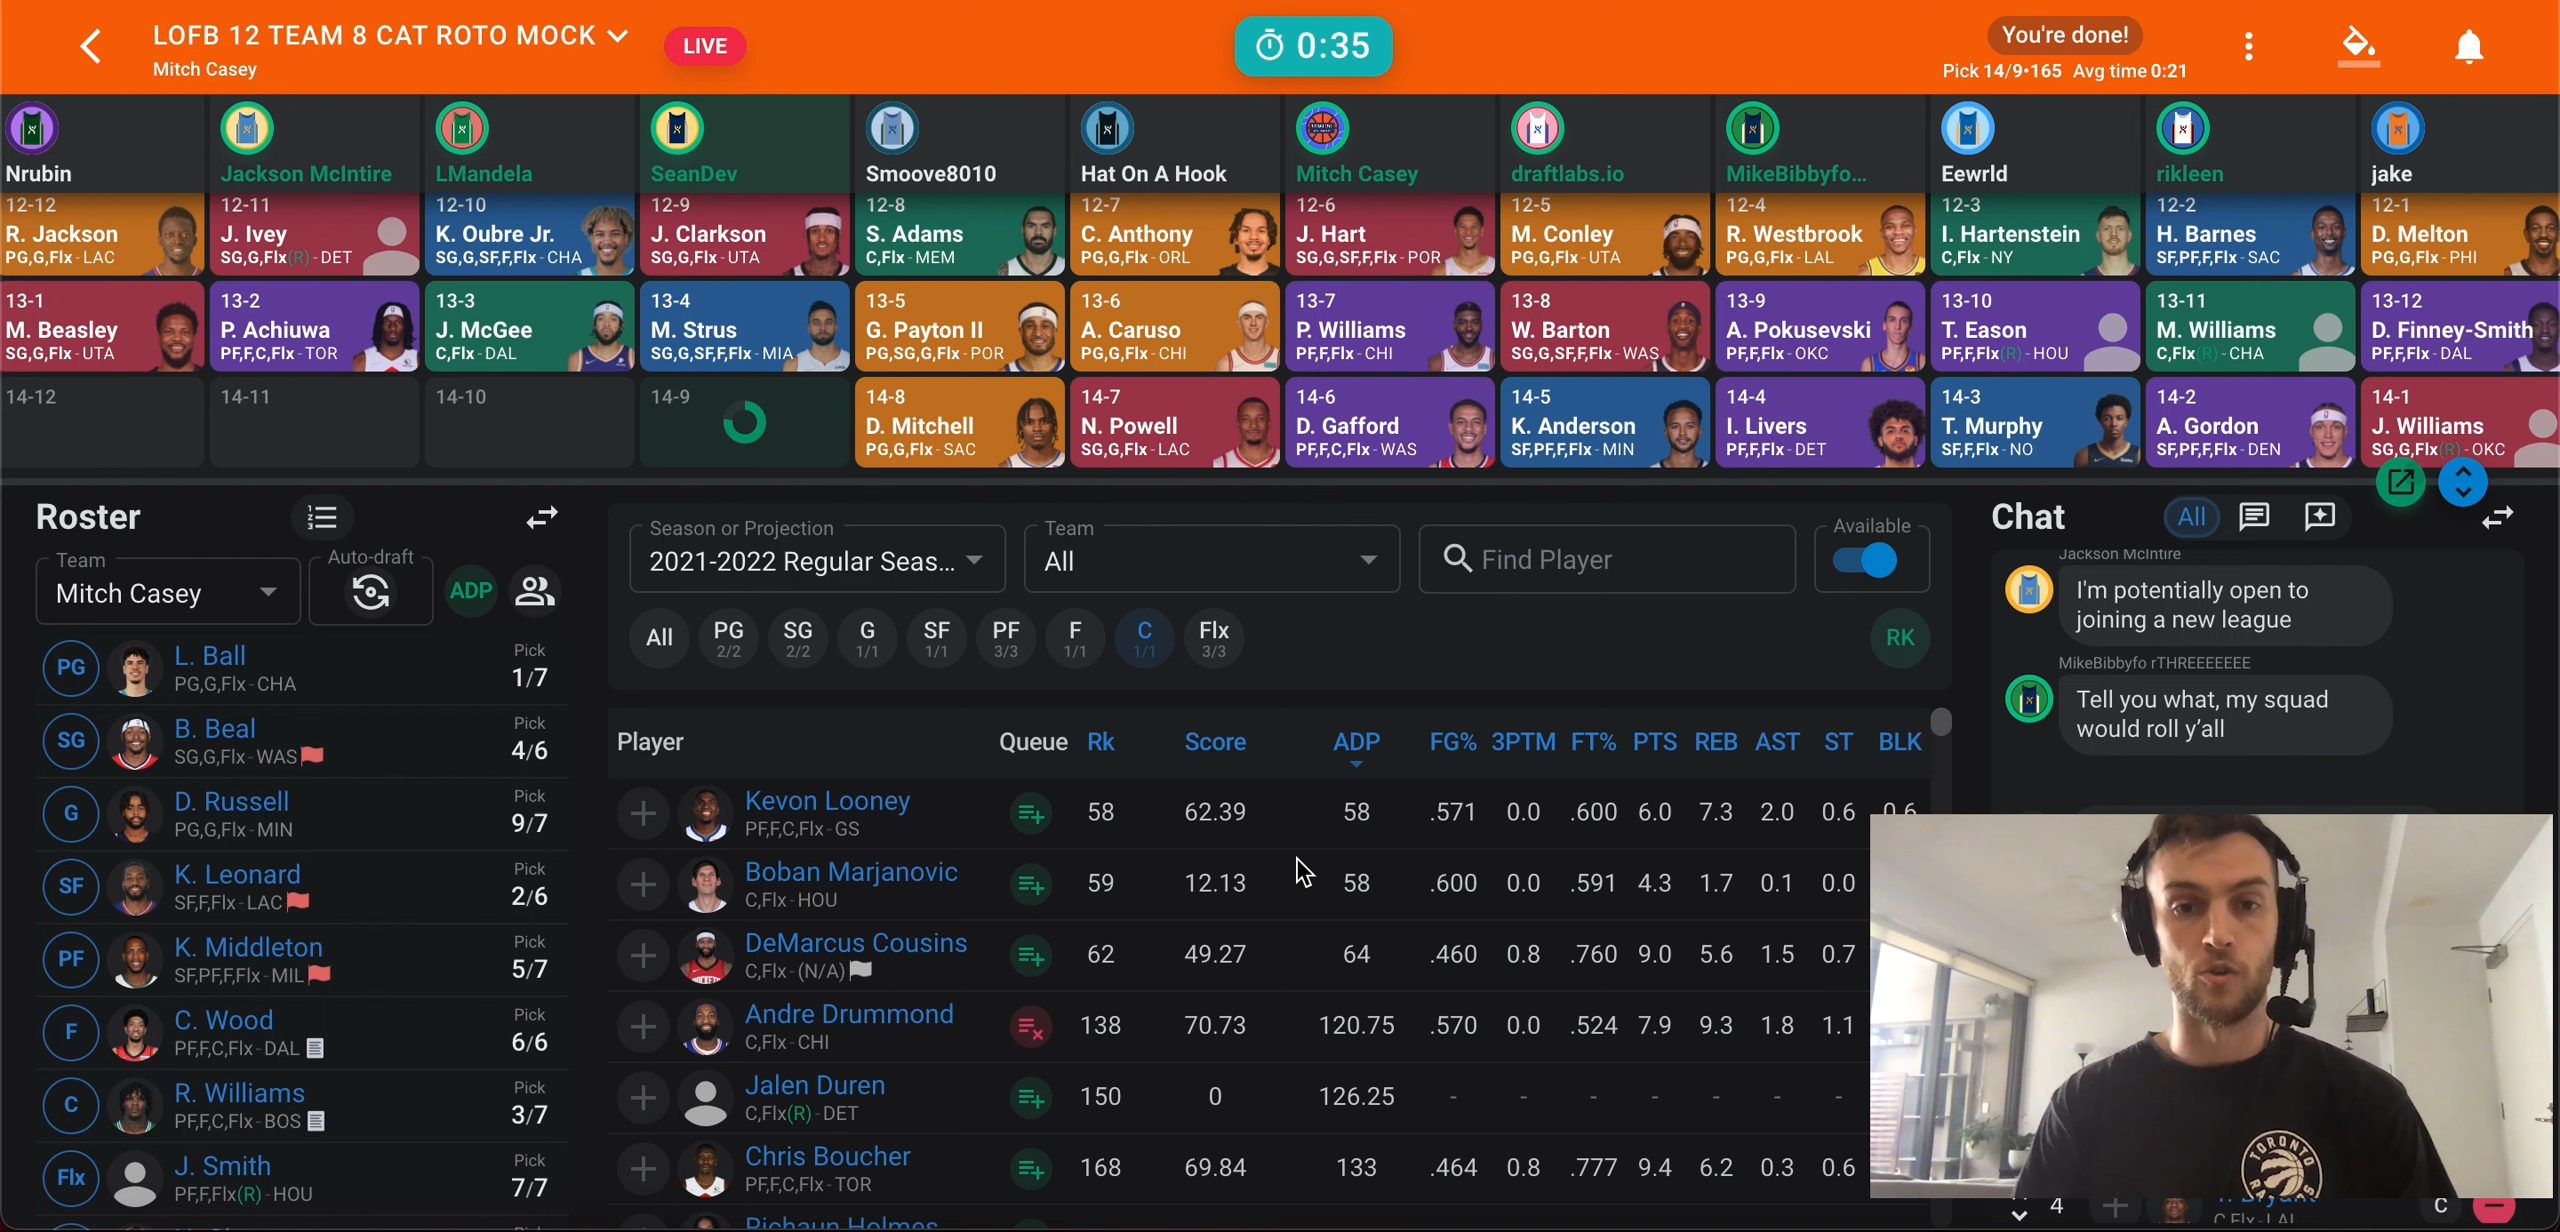 LOFB 12 TEAM 8 CAT ROTO MOCK
Mitch Casey
LIVE
0:35
You're done!
Pick 14/9•165 Avg time 0:21
Nrubin
Jackson McIntire
LMandela
SeanDev
Smoove8010
Hat On A Hook
Mitch Casey
draftlabs.io
MikeBibbyfo...
Eewrld
rikleen
jake
12-12
R. Jackson
PG,G,Flx - LAC
12-11
J. Ivey
SG,G,Flx(R) - DET
12-10
K. Oubre Jr.
SG,G,SF,F,Flx - CHA
12-9
J. Clarkson
SG,G,Flx - UTA
12-8
S. Adams
C,Flx - MEM
12-7
C. Anthony
PG,G,Flx - ORL
12-6
J. Hart
SG,G,SF,F,Flx - POR
12-5
M. Conley
PG,G,Flx - UTA
12-4
R. Westbrook
PG,G,Flx - LAL
12-3
I. Hartenstein
C,Flx - NY
12-2
H. Barnes
SF,PF,F,Flx - SAC
12-1
D. Melton
PG,G,Flx - PHI
13-1
M. Beasley
SG,G,Flx - UTA
13-2
P. Achiuwa
PF,F,C,Flx - TOR
13-3
J. McGee
C,Flx - DAL
13-4
M. Strus
SG,G,SF,F,Flx - MIA
13-5
G. Payton II
PG,SG,G,Flx - POR
13-6
A. Caruso
PG,G,Flx - CHI
13-7
P. Williams
PF,F,Flx - CHI
13-8
W. Barton
SG,G,SF,F,Flx - WAS
13-9
A. Pokusevski
PF,F,Flx - OKC
13-10
T. Eason
PF,F,Flx(R) - HOU
13-11
M. Williams
C,Flx(R) - CHA
13-12
D. Finney-Smith
PF,F,Flx - DAL
14-12
14-11
14-10
14-9
14-8
D. Mitchell
PG,G,Flx - SAC
14-7
N. Powell
SG,G,Flx - LAC
14-6
D. Gafford
PF,F,C,Flx - WAS
14-5
K. Anderson
SF,PF,F,Flx - MIN
14-4
I. Livers
PF,F,Flx - DET
14-3
T. Murphy
SF,F,Flx - NO
14-2
A. Gordon
SF,PF,F,Flx - DEN
14-1
J. Williams
SG,G,Flx(R) - OKC
Roster
Team
Mitch Casey
Auto-draft
ADP
PG
L. Ball
PG,G,Flx - CHA
Pick
1/7
SG
B. Beal
SG,G,Flx - WAS
Pick
4/6
G
D. Russell
PG,G,Flx - MIN
Pick
9/7
SF
K. Leonard
SF,F,Flx - LAC
Pick
2/6
PF
K. Middleton
SF,PF,F,Flx - MIL
Pick
5/7
F
C. Wood
PF,F,C,Flx - DAL
Pick
6/6
C
R. Williams
PF,F,C,Flx - BOS
Pick
3/7
Flx
J. Smith
PF,F,Flx(R) - HOU
Pick
7/7
Season or Projection
2021-2022 Regular Seas...
Team
All
Find Player
Available
All
PG 2/2
SG 2/2
G 1/1
SF 1/1
PF 3/3
F 1/1
C 1/1
Flx 3/3
RK
Player Queue Rk Score ADP FG% 3PTM FT% PTS REB AST ST BLK
Kevon Looney 58 62.39 58 .571 0.0 .600 6.0 7.3 2.0 0.6 0.6
PF,F,C,Flx - GS
Boban Marjanovic 59 12.13 58 .600 0.0 .591 4.3 1.7 0.1 0.0
C,Flx - HOU
DeMarcus Cousins 62 49.27 64 .460 0.8 .760 9.0 5.6 1.5 0.7
C,Flx - (N/A)
Andre Drummond 138 70.73 120.75 .570 0.0 .524 7.9 9.3 1.8 1.1
C,Flx - CHI
Jalen Duren 150 0 126.25 - - - - - - -
C,Flx(R) - DET
Chris Boucher 168 69.84 133 .464 0.8 .777 9.4 6.2 0.3 0.6
PF,F,C,Flx - TOR
Richaun Holmes
Chat
All
Jackson McIntire
I'm potentially open to
joining a new league
MikeBibbyfo rTHREEEEEEE
Tell you what, my squad
would roll y'all
TORONTO
4
C